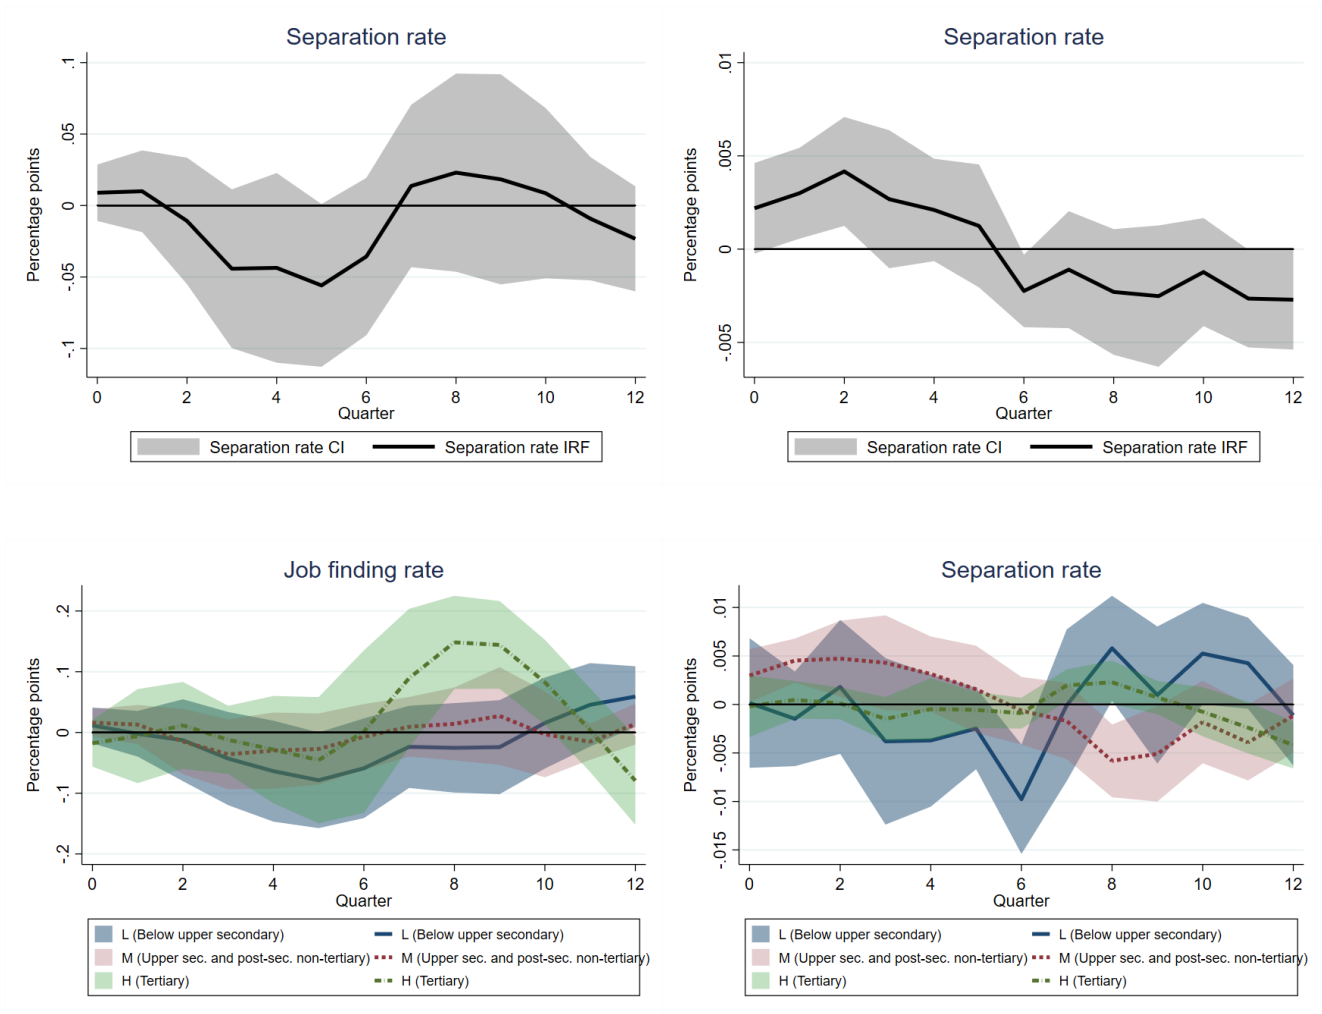 Separation rate
Percentage points
.1
.05
0
-.05
-.1
0 2 4 6 8 10 12
Quarter
Separation rate CI Separation rate IRF
Separation rate
Percentage points
.01
.005
0
-.005
0 2 4 6 8 10 12
Quarter
Separation rate CI Separation rate IRF
Job finding rate
Percentage points
.2
.1
0
-.1
-.2
0 2 4 6 8 10 12
Quarter
L (Below upper secondary) L (Below upper secondary)
M (Upper sec. and post-sec. non-tertiary) M (Upper sec. and post-sec. non-tertiary)
H (Tertiary) H (Tertiary)
Separation rate
Percentage points
.01
.005
0
-.005
-.01
-.015
0 2 4 6 8 10 12
Quarter
L (Below upper secondary) L (Below upper secondary)
M (Upper sec. and post-sec. non-tertiary) M (Upper sec. and post-sec. non-tertiary)
H (Tertiary) H (Tertiary)